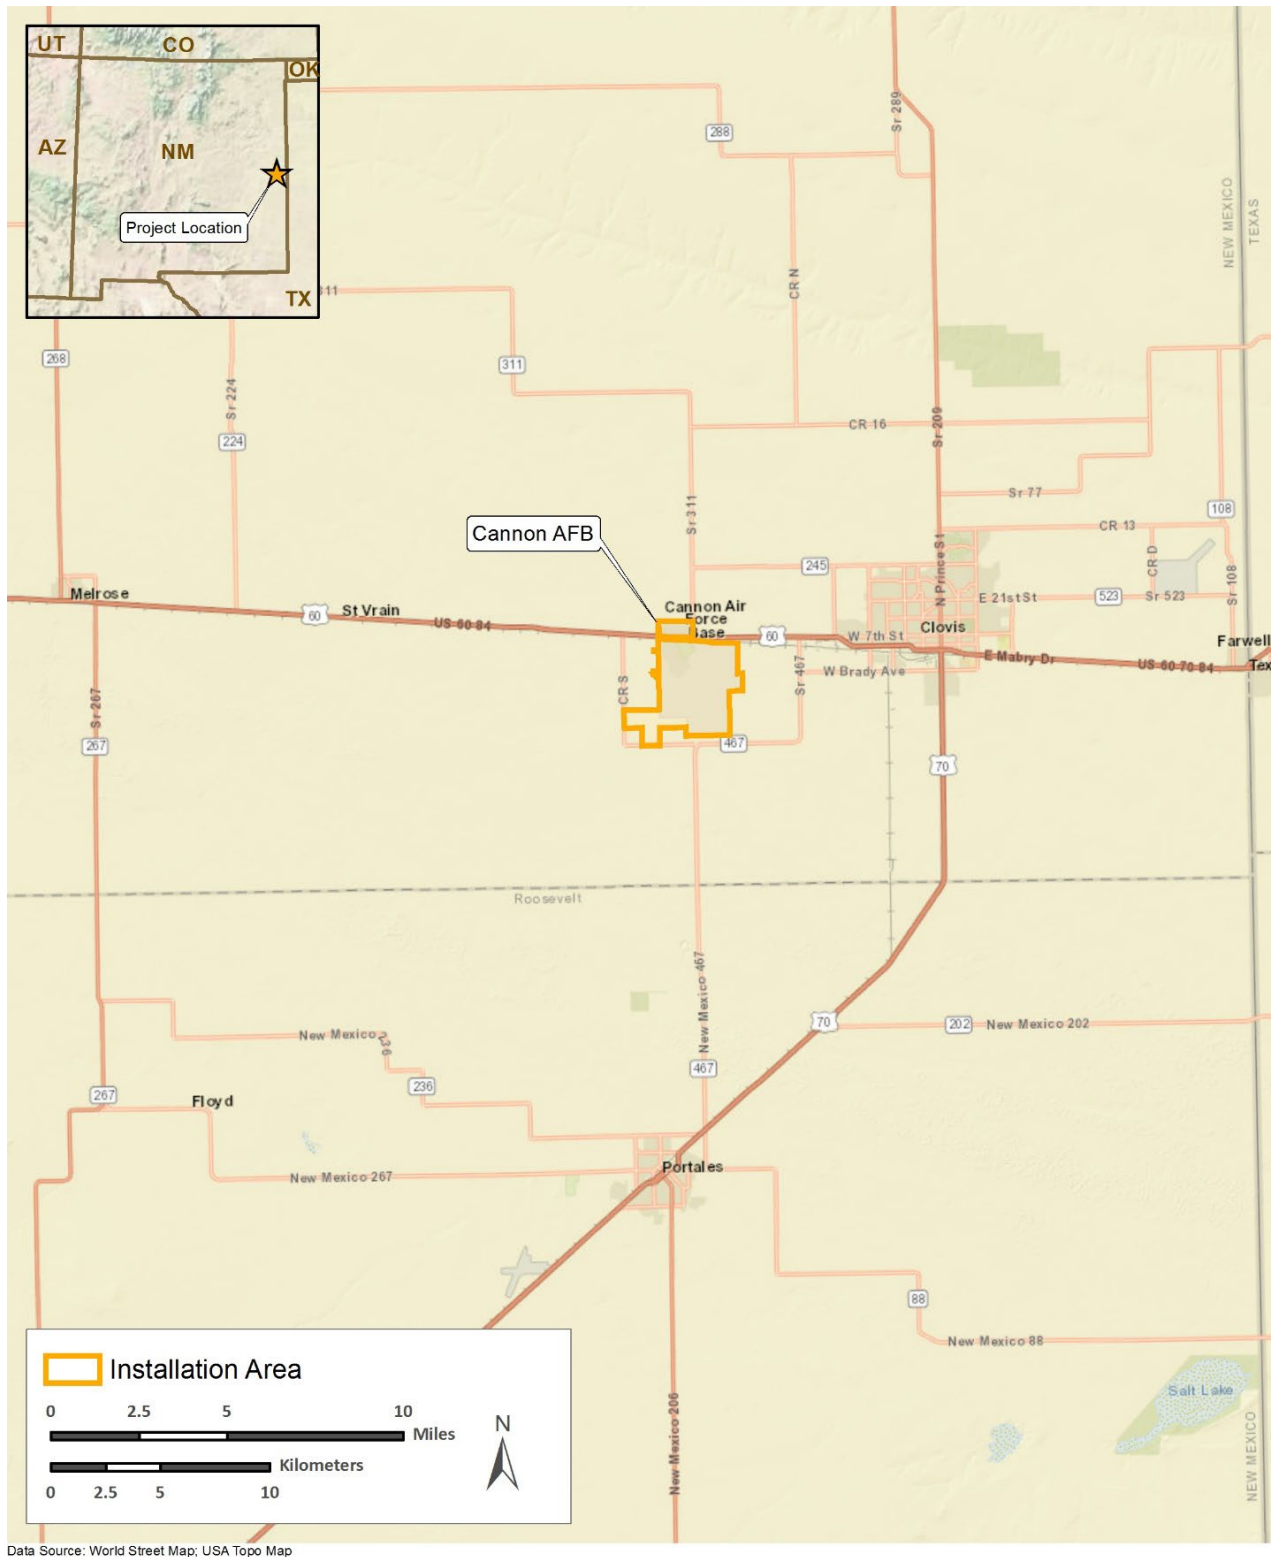 UT
CO
OK
AZ
NM
Project Location
TX
311
288
Sr 289
NEW MEXICO
TEXAS
CR N
268
311
Sr 224
224
CR 16
Sr 209
Sr 77
108
Sr 311
Cannon AFB
CR 13
245
N Prince St
CR D
Melrose
E 21st St
523
Sr 523
Sr 108
60
St Vrain
US 60 84
Cannon Air
Force
Base
60
W 7th St
Clovis
Farwell
E Mabry Dr
US 60 70 84
Tex
W Brady Ave
CR S
Sr 467
Sr 267
267
467
70
Roosevelt
New Mexico 467
70
202
New Mexico 202
New Mexico 236
467
267
236
Floyd
Portales
New Mexico 267
88
New Mexico 88
Salt Lake
New Mexico 206
NEW MEXICO
Installation Area
0 2.5 5 10
Miles
Kilometers
0 2.5 5 10
N
Data Source: World Street Map; USA Topo Map